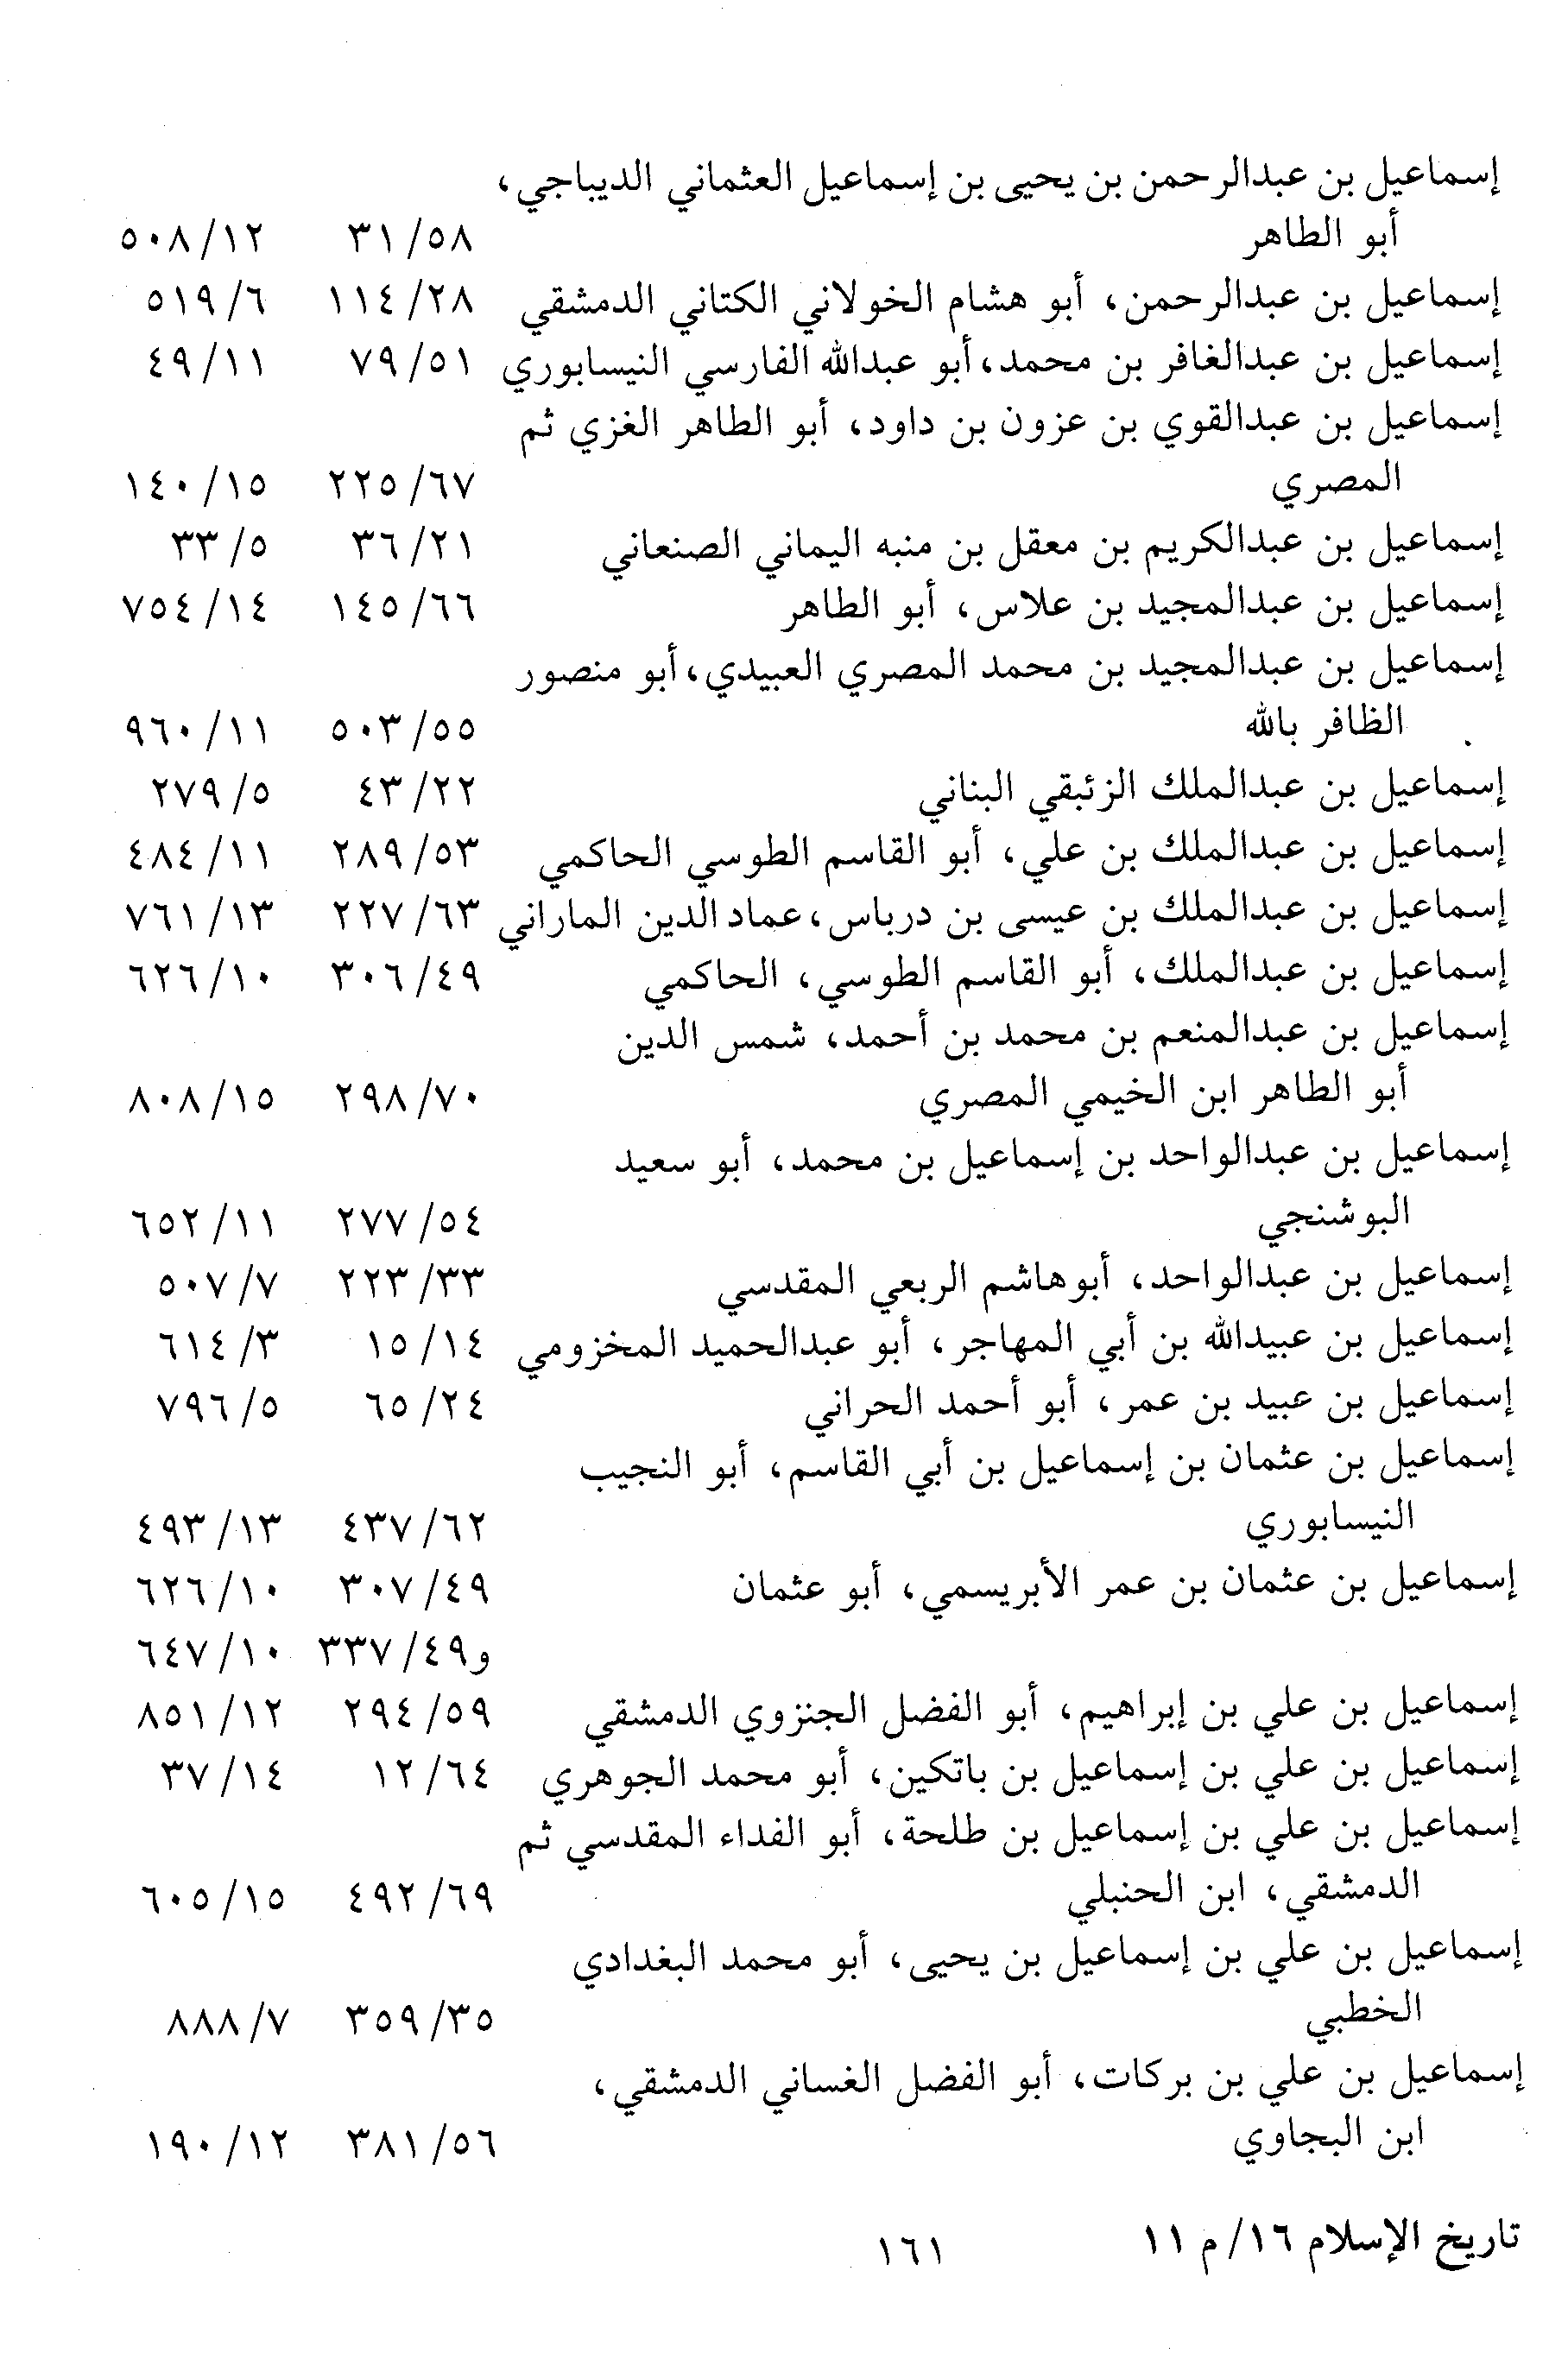 إسماعيل بن عبدالرحمن بن يحيى بن إسماعيل العثماني الديباجي،
أبو الطاهر ٣١/٥٨ ٥٠٨/١٢
إسماعيل بن عبدالرحمن، أبو هشام الخولاني الكتاني الدمشقي ١١٤/٢٨ ٥١٩/٦
إسماعيل بن عبدالغافر بن محمد، أبو عبدالله الفارسي النيسابوري ٧٩/٥١ ٤٩/١١
إسماعيل بن عبدالقوي بن عزون بن داود، أبو الطاهر الغزي ثم
المصري ٢٢٥/٦٧ ١٤٠/١٥
إسماعيل بن عبدالكريم بن معقل بن منبه اليماني الصنعاني ٣٦/٢١ ٣٣/٥
إسماعيل بن عبدالمجيد بن علاس، أبو الطاهر ١٤٥/٦٦ ٧٥٤/١٤
إسماعيل بن عبدالمجيد بن محمد المصري العبيدي، أبو منصور
الظافر بالله ٥٠٣/٥٥ ٩٦٠/١١
إسماعيل بن عبدالملك الزئبقي البناني ٤٣/٢٢ ٢٧٩/٥
إسماعيل بن عبدالملك بن علي، أبو القاسم الطوسي الحاكمي ٢٨٩/٥٣ ٤٨٤/١١
إسماعيل بن عبدالملك بن عيسى بن درباس، عماد الدين الماراني ٢٢٧/٦٣ ٧٦١/١٣
إسماعيل بن عبدالملك، أبو القاسم الطوسي، الحاكمي ٣٠٦/٤٩ ٦٢٦/١٠
إسماعيل بن عبدالمنعم بن محمد بن أحمد، شمس الدين
أبو الطاهر ابن الخيمي المصري ٢٩٨/٧٠ ٨٠٨/١٥
إسماعيل بن عبدالواحد بن إسماعيل بن محمد، أبو سعيد
البوشنجي ٢٧٧/٥٤ ٦٥٢/١١
إسماعيل بن عبدالواحد، أبوهاشم الربعي المقدسي ٢٢٣/٣٣ ٥٠٧/٧
إسماعيل بن عبيدالله بن أبي المهاجر، أبو عبدالحميد المخزومي ١٥/١٤ ٦١٤/٣
إسماعيل بن عبيد بن عمر، أبو أحمد الحراني ٦٥/٢٤ ٧٩٦/٥
إسماعيل بن عثمان بن إسماعيل بن أبي القاسم، أبو النجيب
النيسابوري ٤٣٧/٦٢ ٤٩٣/١٣
إسماعيل بن عثمان بن عمر الأبريسمي، أبو عثمان ٣٠٧/٤٩ ٦٢٦/١٠
و٣٣٧/٤٩ ٦٤٧/١٠
إسماعيل بن علي بن إبراهيم، أبو الفضل الجنزوي الدمشقي ٢٩٤/٥٩ ٨٥١/١٢
إسماعيل بن علي بن إسماعيل بن باتكين، أبو محمد الجوهري ١٢/٦٤ ٣٧/١٤
إسماعيل بن علي بن إسماعيل بن طلحة، أبو الفداء المقدسي ثم
الدمشقي، ابن الحنبلي ٤٩٢/٦٩ ٦٠٥/١٥
إسماعيل بن علي بن إسماعيل بن يحيى، أبو محمد البغدادي
الخطبي ٣٥٩/٣٥ ٨٨٨/٧
إسماعيل بن علي بن بركات، أبو الفضل الغساني الدمشقي،
ابن البجاوي ٣٨١/٥٦ ١٩٠/١٢
تاريخ الإسلام ١٦/ م ١١ ١٦١